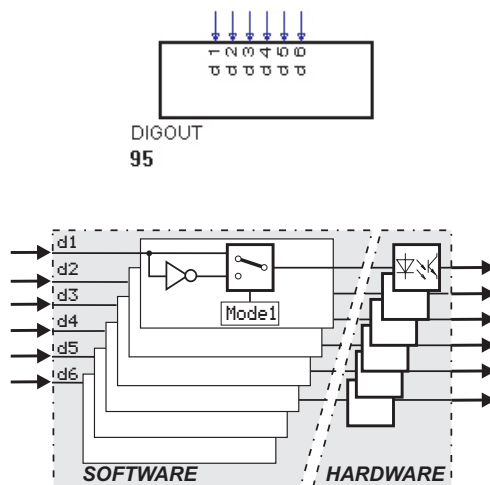 d1 d2 d3 d4 d5 d6
DIGOUT
95
d1
d2
d3
d4
d5
d6
Mode1
SOFTWARE
HARDWARE